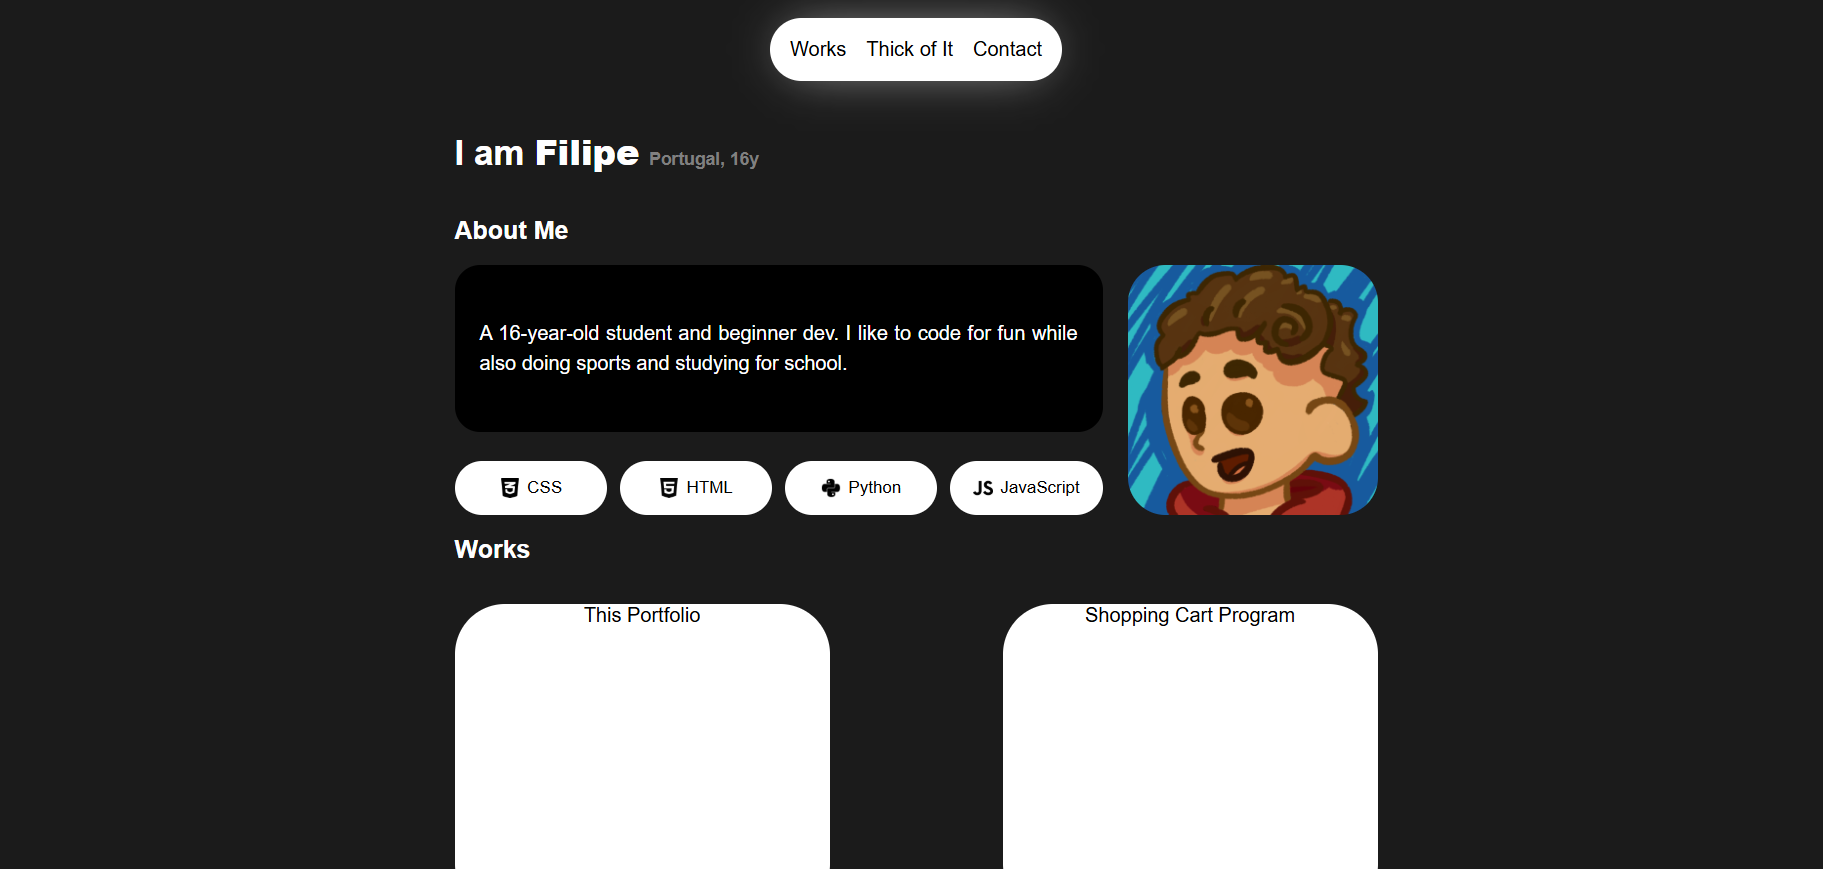 Works Thick of It Contact
I am Filipe Portugal, 16y
About Me
A 16-year-old student and beginner dev. I like to code for fun while
also doing sports and studying for school.
CSS HTML Python JS JavaScript
Works
This Portfolio Shopping Cart Program